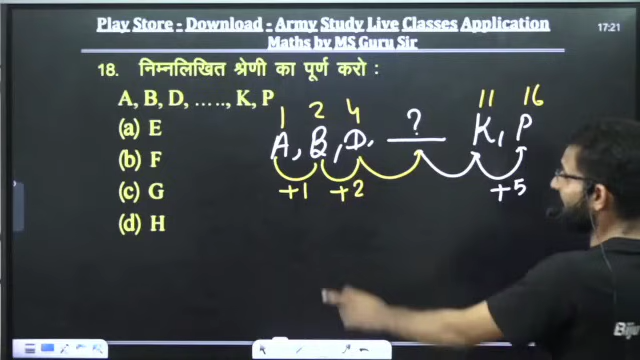 Play Store - Download - Army Study Live Classes Application
Maths by MS Guru Sir
17:21
18. निम्नलिखित श्रेणी का पूर्ण करो :
A, B, D, ....., K, P
(a) E
(b) F
(c) G
(d) H
1 2 4 11 16
A, B, D, ? K, P
+1 +2 +5